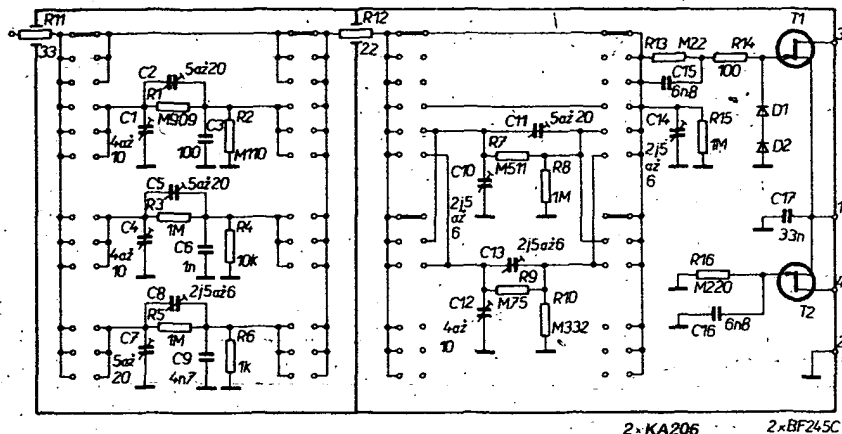 R11
33
R12
22
T1
3
R13
M22
R14
100
C15
6n8
C2
5až20
R1
M909
C1
4až
10
C3
100
R2
M110
C11
5až20
R7
M511
R8
1M
C10
2j5
až
6
C14
2j5
až
6
R15
1M
D1
D2
C5
5až20
R3
1M
C4
4až
10
C6
1n
R4
10k
C17
33n
1
C13
2j5až6
R9
M75
C12
4až
10
R10
M332
R16
M220
C16
6n8
T2
4
2
C8
2j5až6
R5
1M
C7
5až
20
C9
4n7
R6
1k
2×KA206
2×BF245C